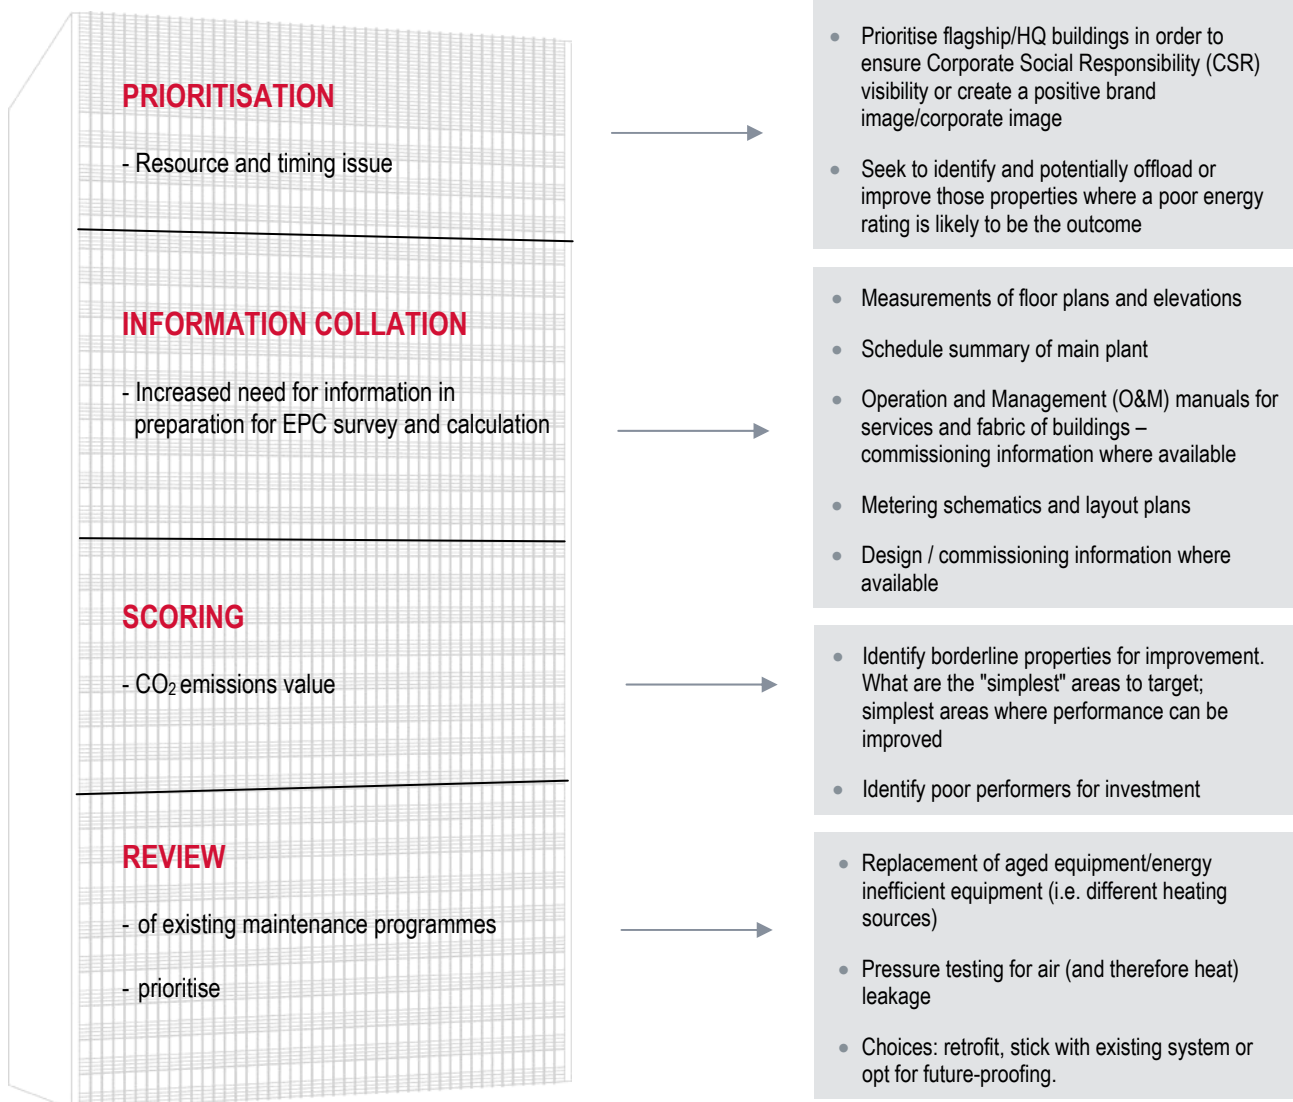 PRIORITISATION
- Resource and timing issue
• Prioritise flagship/HQ buildings in order to
ensure Corporate Social Responsibility (CSR)
visibility or create a positive brand
image/corporate image
• Seek to identify and potentially offload or
improve those properties where a poor energy
rating is likely to be the outcome
INFORMATION COLLATION
- Increased need for information in
preparation for EPC survey and calculation
• Measurements of floor plans and elevations
• Schedule summary of main plant
• Operation and Management (O&M) manuals for
services and fabric of buildings –
commissioning information where available
• Metering schematics and layout plans
• Design / commissioning information where
available
SCORING
- CO₂ emissions value
• Identify borderline properties for improvement.
What are the "simplest" areas to target;
simplest areas where performance can be
improved
• Identify poor performers for investment
REVIEW
- of existing maintenance programmes
- prioritise
• Replacement of aged equipment/energy
inefficient equipment (i.e. different heating
sources)
• Pressure testing for air (and therefore heat)
leakage
• Choices: retrofit, stick with existing system or
opt for future-proofing.